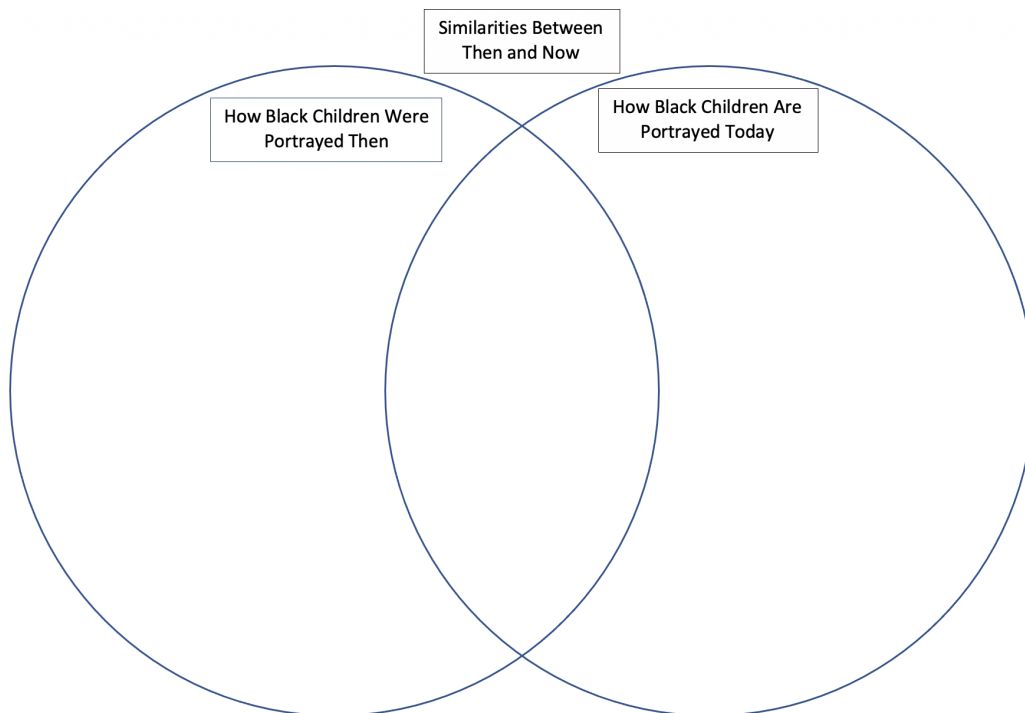 Similarities Between
Then and Now
How Black Children Were
Portrayed Then
How Black Children Are
Portrayed Today